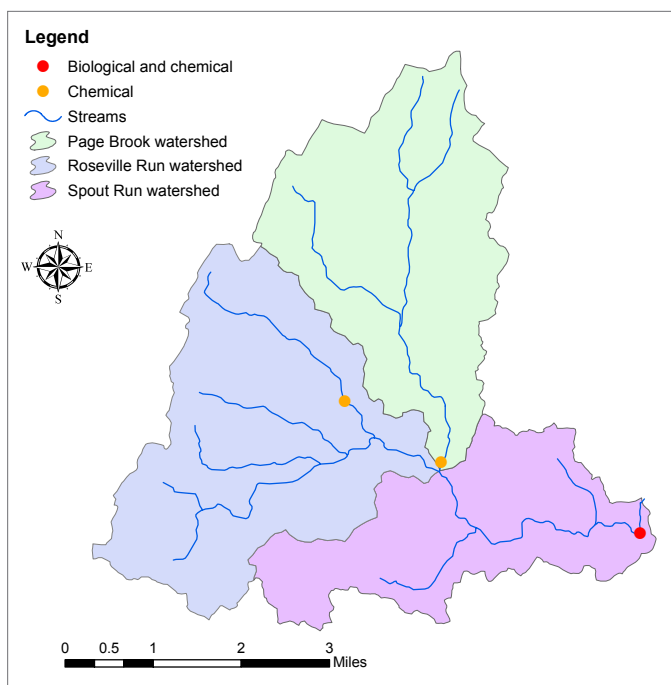 Legend
Biological and chemical
Chemical
Streams
Page Brook watershed
Roseville Run watershed
Spout Run watershed
N
W E
S
0 0.5 1 2 3
Miles